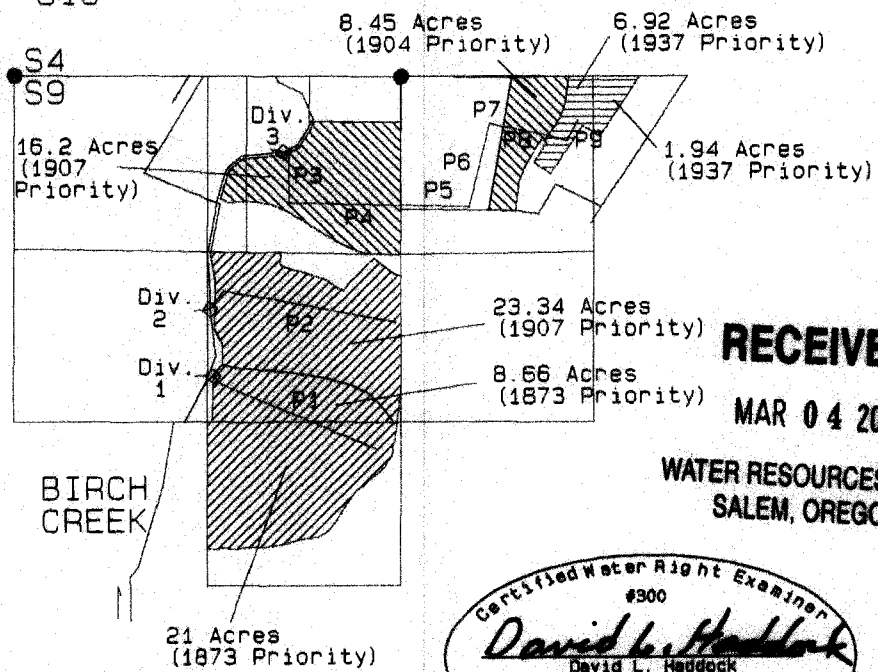 8.45 Acres
(1904 Priority)
6.92 Acres
(1937 Priority)
S4
S9
Div.
3
P7
P8
P9
16.2 Acres
(1907
Priority)
P3
P6
1.94 Acres
(1937 Priority)
P5
P4
Div.
2
P2
23.34 Acres
(1907 Priority)
RECEIVE
Div.
1
P1
8.66 Acres
(1873 Priority)
MAR 04 20
WATER RESOURCES
SALEM, OREGO
BIRCH
CREEK
Certified Water Right Examiner
#300
David L. Haddock
David L. Haddock
21 Acres
(1873 Priority)